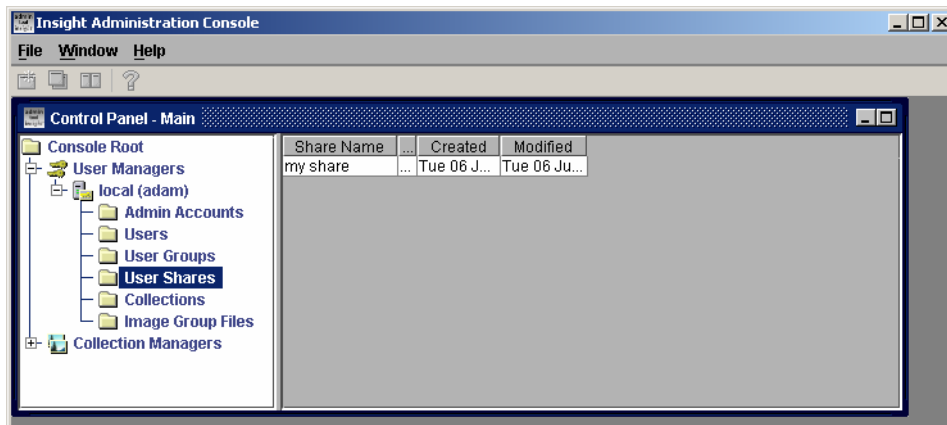 Insight Administration Console
File Window Help
Control Panel - Main
Console Root
User Managers
local (adam)
Admin Accounts
Users
User Groups
User Shares
Collections
Image Group Files
Collection Managers
Share Name ... Created Modified
my share ... Tue 06 J... Tue 06 Ju...